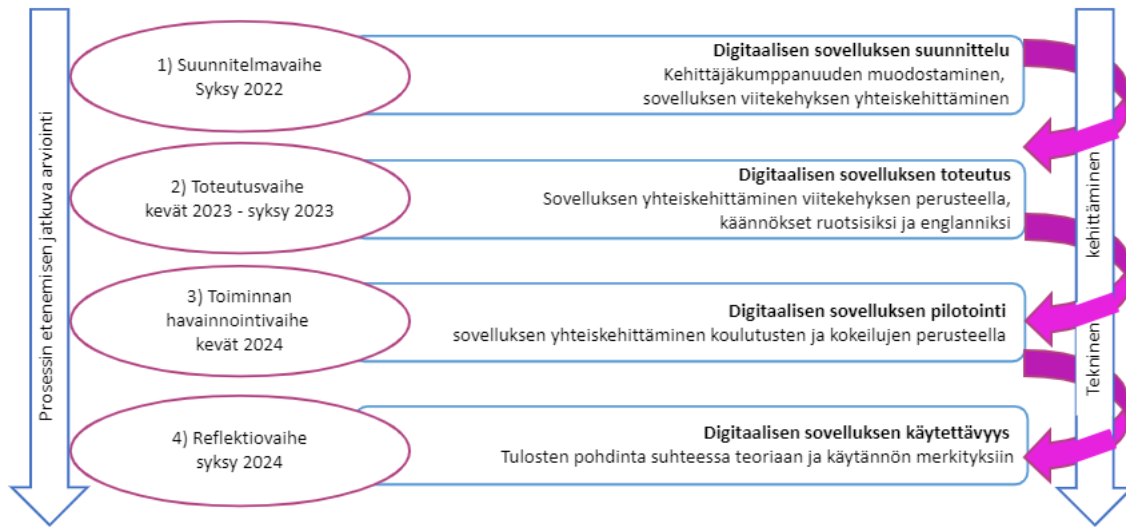 Prosessin etenemisen jatkuva arviointi
1) Suunnitelmavaihe
Syksy 2022
Digitaalisen sovelluksen suunnittelu
Kehittäjäkumppanuuden muodostaminen,
sovelluksen viitekehyksen yhteiskehittäminen
2) Toteutusvaihe
kevät 2023 - syksy 2023
Digitaalisen sovelluksen toteutus
Sovelluksen yhteiskehittäminen viitekehyksen perusteella,
käännökset ruotsisiksi ja englanniksi
3) Toiminnan
havainnointivaihe
kevät 2024
Digitaalisen sovelluksen pilotointi
sovelluksen yhteiskehittäminen koulutusten ja kokeilujen perusteella
4) Reflektiovaihe
syksy 2024
Digitaalisen sovelluksen käytettävyys
Tulosten pohdinta suhteessa teoriaan ja käytännön merkityksiin
Tekninen kehittäminen